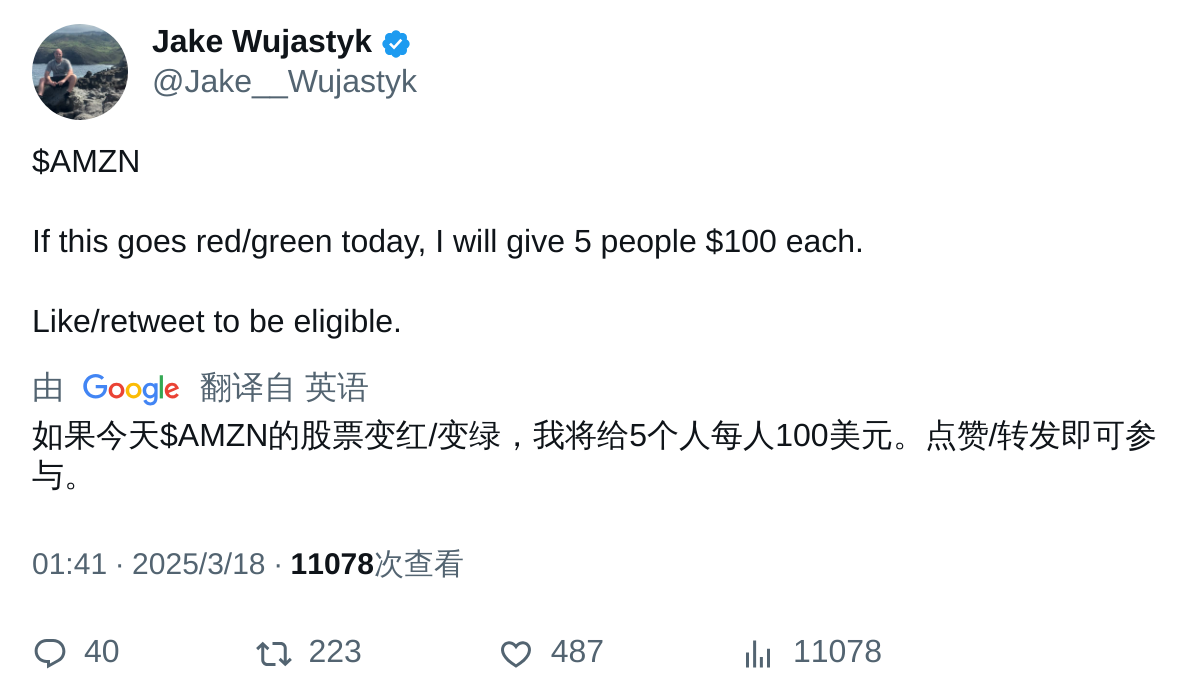 Jake Wujastyk
@Jake__Wujastyk
$AMZN
If this goes red/green today, I will give 5 people $100 each.
Like/retweet to be eligible.
由 Google 翻译自 英语
如果今天$AMZN的股票变红/变绿，我将给5个人每人100美元。点赞/转发即可参
与。
01:41 · 2025/3/18 · 11078次查看
40 223 487 11078